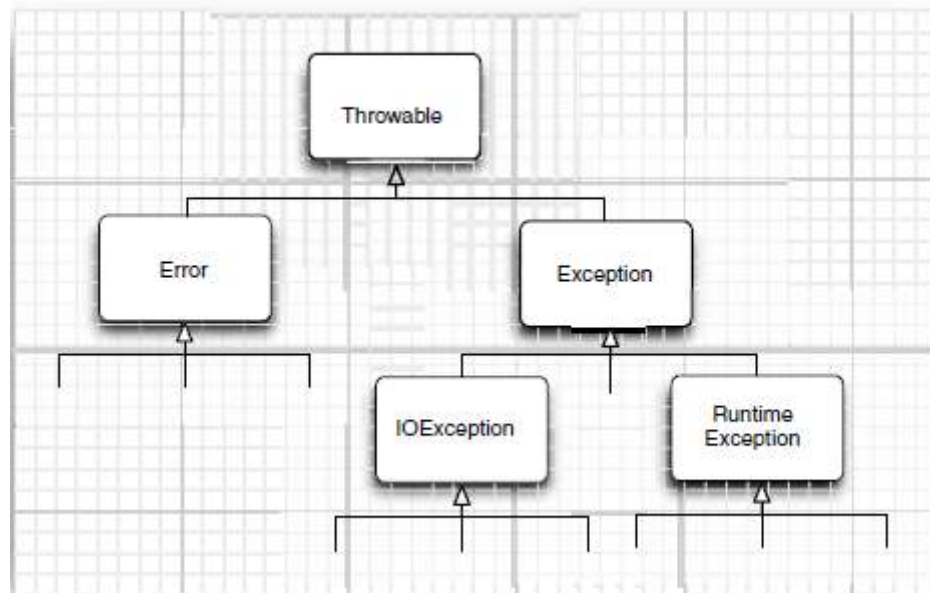 Throwable
Error
Exception
IOException
Runtime
Exception